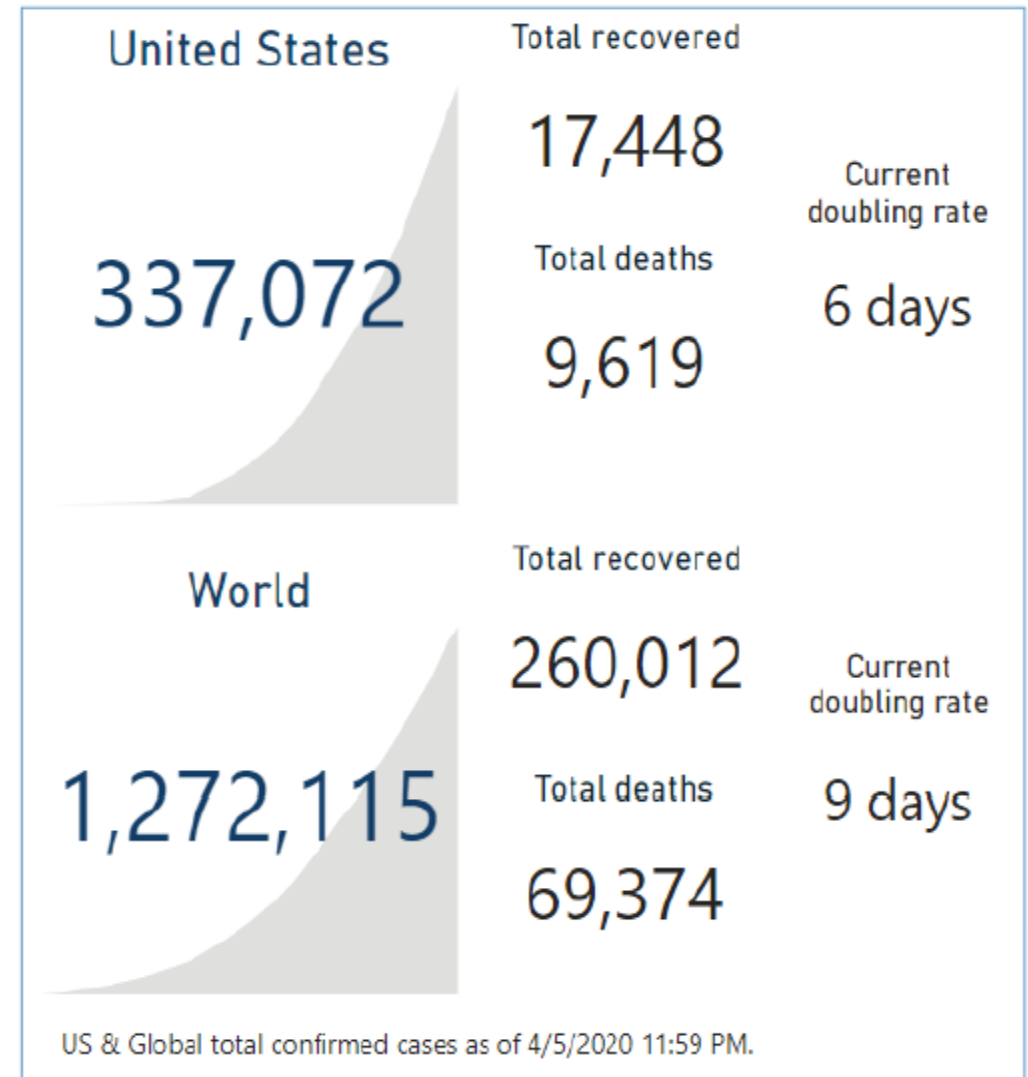 United States
337,072
Total recovered
17,448
Total deaths
9,619
Current
doubling rate
6 days
World
1,272,115
Total recovered
260,012
Total deaths
69,374
Current
doubling rate
9 days
US & Global total confirmed cases as of 4/5/2020 11:59 PM.